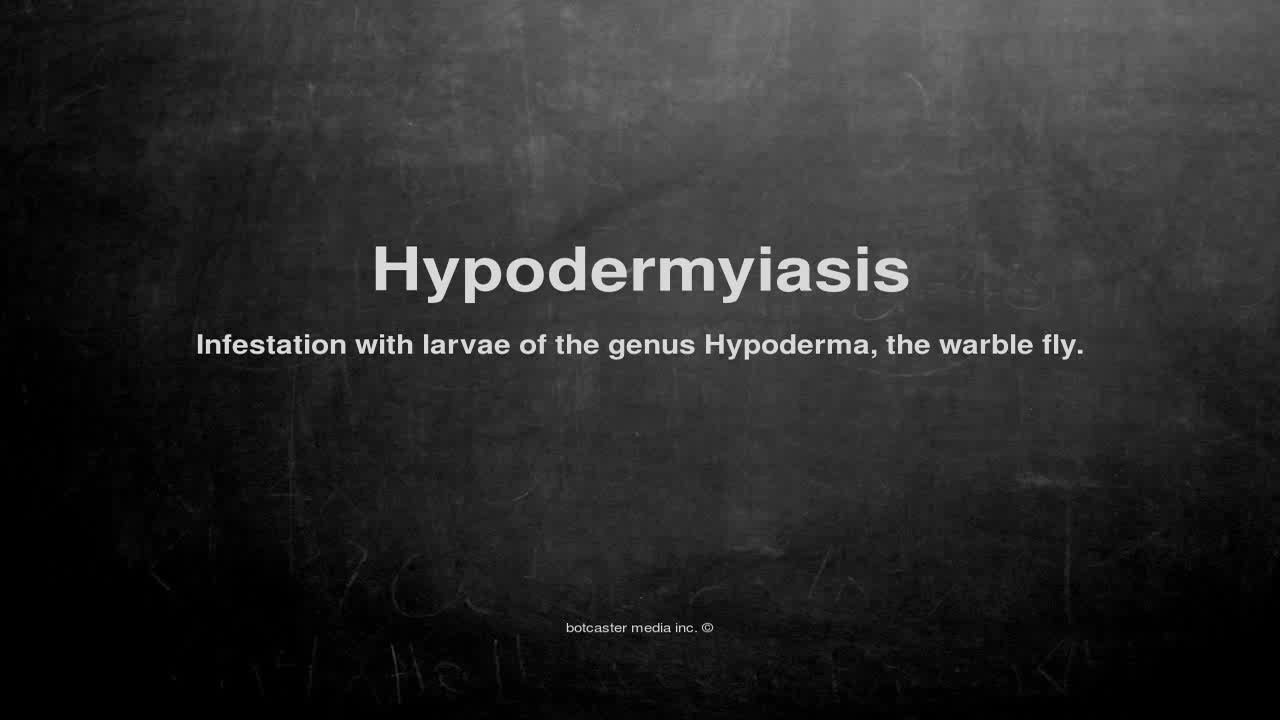 Hypodermyiasis
Infestation with larvae of the genus Hypoderma, the warble fly.
botcaster media inc. ©